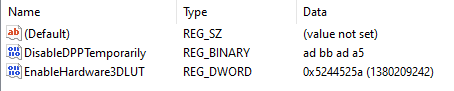 Name Type Data
(Default) REG_SZ (value not set)
DisableDPPTemporarily REG_BINARY ad bb ad a5
EnableHardware3DLUT REG_DWORD 0x5244525a (1380209242)